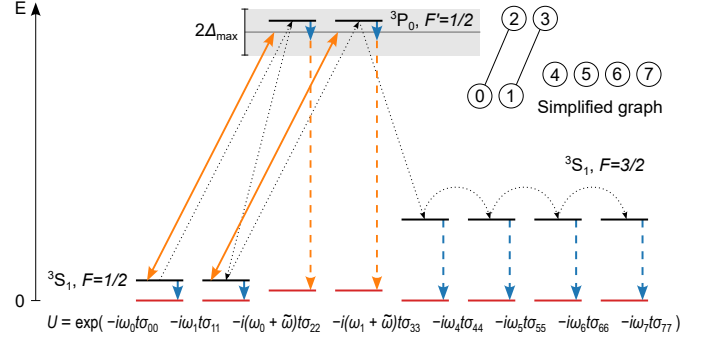 E
2Δmax
³P₀, F'=1/2
2 3
4 5 6 7
0 1
Simplified graph
³S₁, F=3/2
³S₁, F=1/2
0
U = exp( −iω₀tσ₀₀ −iω₁tσ₁₁ −i(ω₀ + ω̃)tσ₂₂ −i(ω₁ + ω̃)tσ₃₃ −iω₄tσ₄₄ −iω₅tσ₅₅ −iω₆tσ₆₆ −iω₇tσ₇₇ )